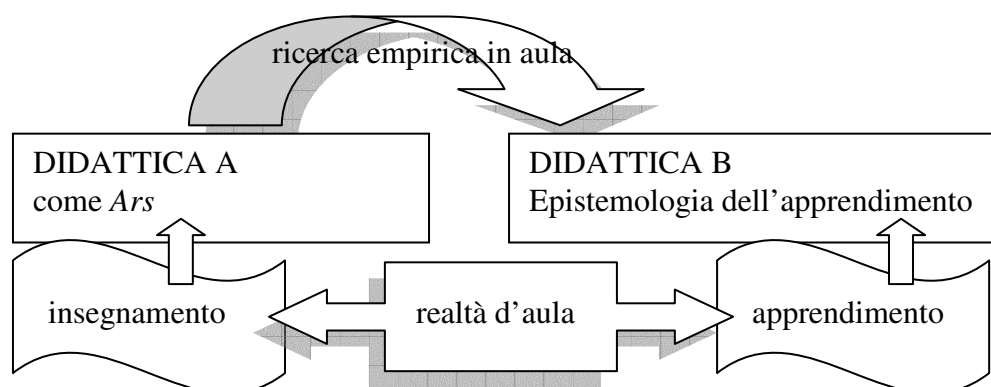 ricerca empirica in aula
DIDATTICA A
come Ars
DIDATTICA B
Epistemologia dell’apprendimento
insegnamento
realtà d’aula
apprendimento